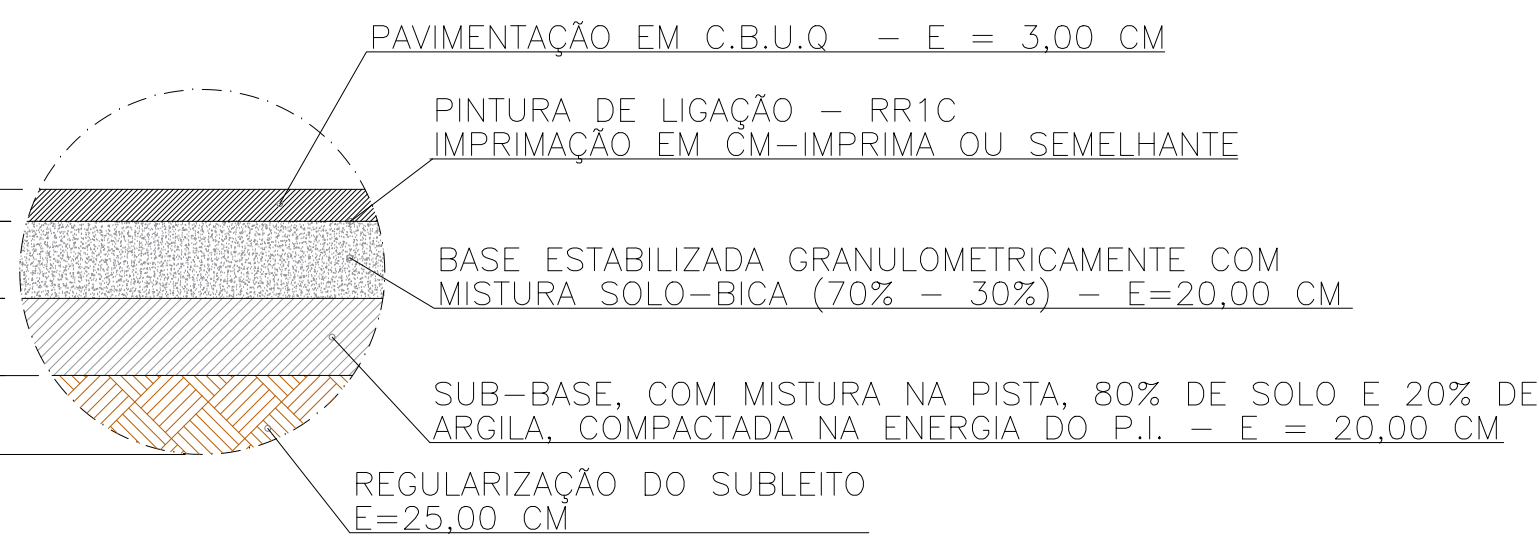 PAVIMENTAÇÃO EM C.B.U.Q - E = 3,00 CM
PINTURA DE LIGAÇÃO - RR1C
IMPRIMAÇÃO EM CM-IMPRIMA OU SEMELHANTE
BASE ESTABILIZADA GRANULOMETRICAMENTE COM
MISTURA SOLO-BICA (70% - 30%) - E=20,00 CM
SUB-BASE, COM MISTURA NA PISTA, 80% DE SOLO E 20% DE
ARGILA, COMPACTADA NA ENERGIA DO P.I. - E = 20,00 CM
REGULARIZAÇÃO DO SUBLEITO
E=25,00 CM